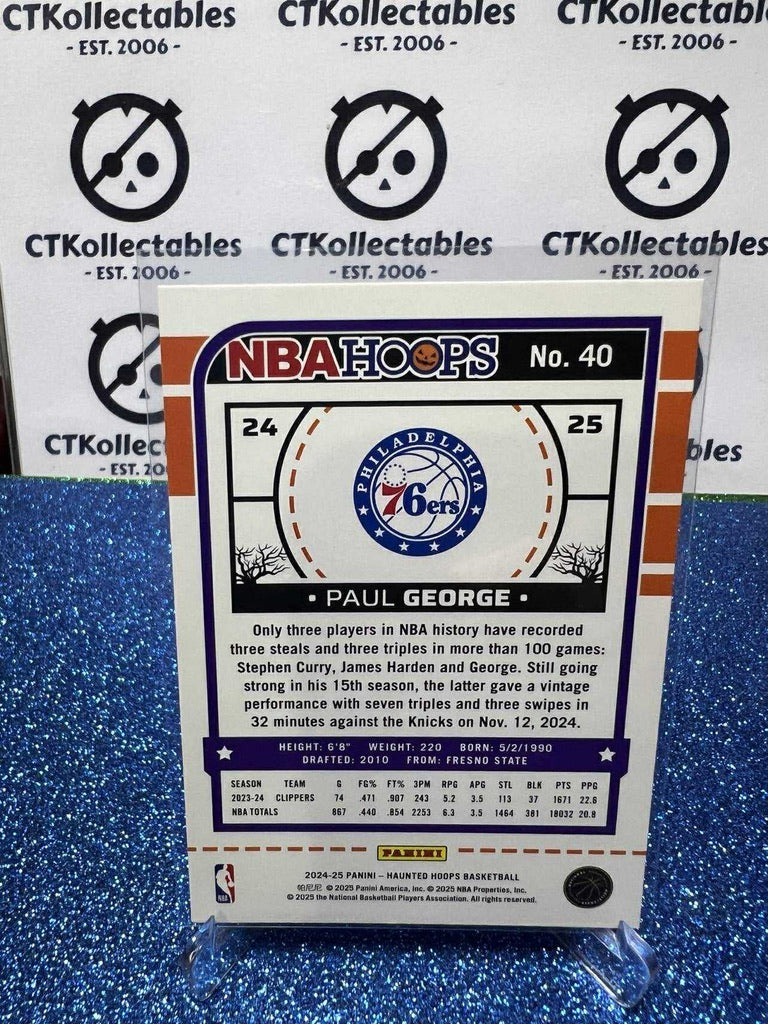 CTKollectables CTKollectables CTKollectables
- EST. 2006 - - EST. 2006 - - EST. 2006 -
CTKollectables CTKollectables CTKollectables
- EST. 2006 - - EST. 2006 - - EST. 2006 -
CTKollec bles
- EST. 20
NBA HOOPS No. 40
24 25
PHILADELPHIA
76ers
• PAUL GEORGE •
Only three players in NBA history have recorded
three steals and three triples in more than 100 games:
Stephen Curry, James Harden and George. Still going
strong in his 15th season, the latter gave a vintage
performance with seven triples and three swipes in
32 minutes against the Knicks on Nov. 12, 2024.
HEIGHT: 6'8" WEIGHT: 220 BORN: 5/2/1990
DRAFTED: 2010 FROM: FRESNO STATE
SEASON TEAM G FG% FT% 3PM RPG APG STL BLK PTS PPG
2023-24 CLIPPERS 74 .471 .907 243 5.2 3.5 113 37 1671 22.6
NBA TOTALS 867 .440 .854 2253 6.3 3.5 1464 381 18032 20.8
PANINI
2024-25 PANINI – HAUNTED HOOPS BASKETBALL
帕尼尼 © 2025 Panini America, Inc. © 2025 NBA Properties, Inc.
© 2025 the National Basketball Players Association. All rights reserved.
NBA